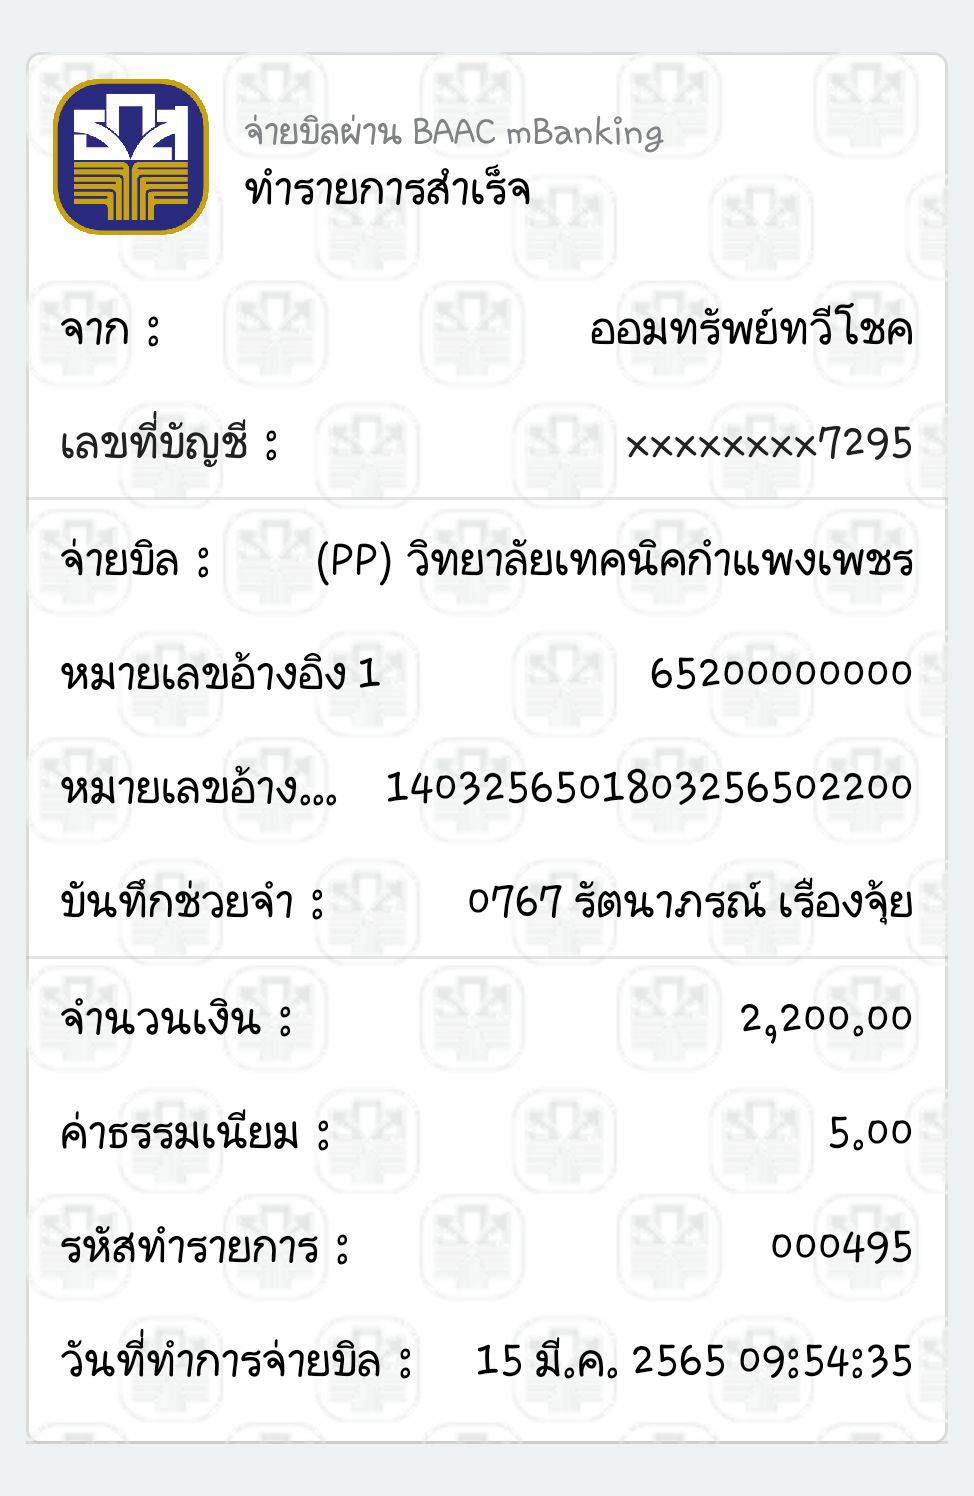 ธกส
จ่ายบิลผ่าน BAAC mBanking
ทำรายการสำเร็จ
จาก : ออมทรัพย์ทวีโชค
เลขที่บัญชี : xxxxxxxx7295
จ่ายบิล : (PP) วิทยาลัยเทคนิคกำแพงเพชร
หมายเลขอ้างอิง 1 65200000000
หมายเลขอ้าง... 1403256501803256502200
บันทึกช่วยจำ : 0767 รัตนาภรณ์ เรืองจุ้ย
จำนวนเงิน : 2,200.00
ค่าธรรมเนียม : 5.00
รหัสทำรายการ : 000495
วันที่ทำการจ่ายบิล : 15 มี.ค. 2565 09:54:35